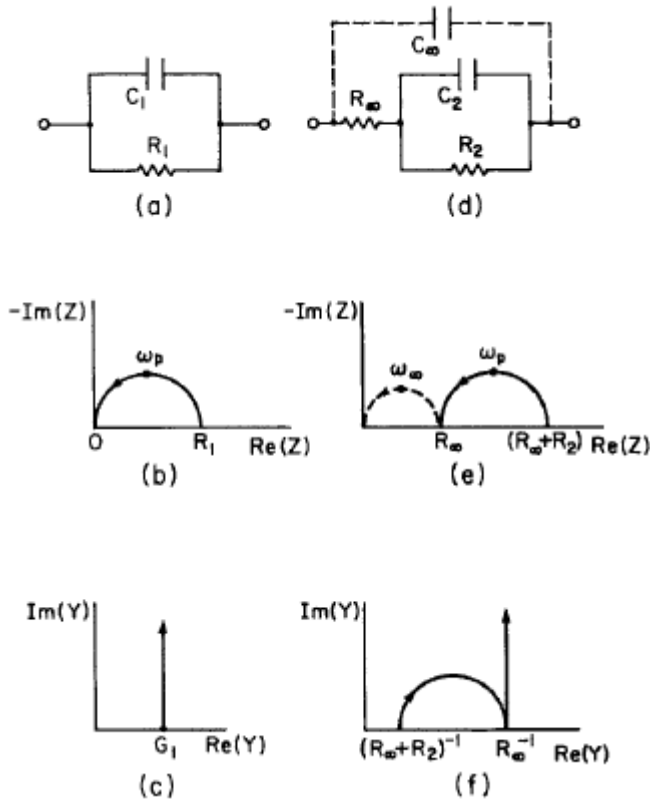 C₁
R₁
(a)
C∞
R∞
C₂
R₂
(d)
-Im(Z)
ωp
O
R₁
Re(Z)
(b)
-Im(Z)
ω∞
ωp
R∞
(R∞+R₂)
Re(Z)
(e)
Im(Y)
G₁
Re(Y)
(c)
Im(Y)
(R∞+R₂)⁻¹
R∞⁻¹
Re(Y)
(f)